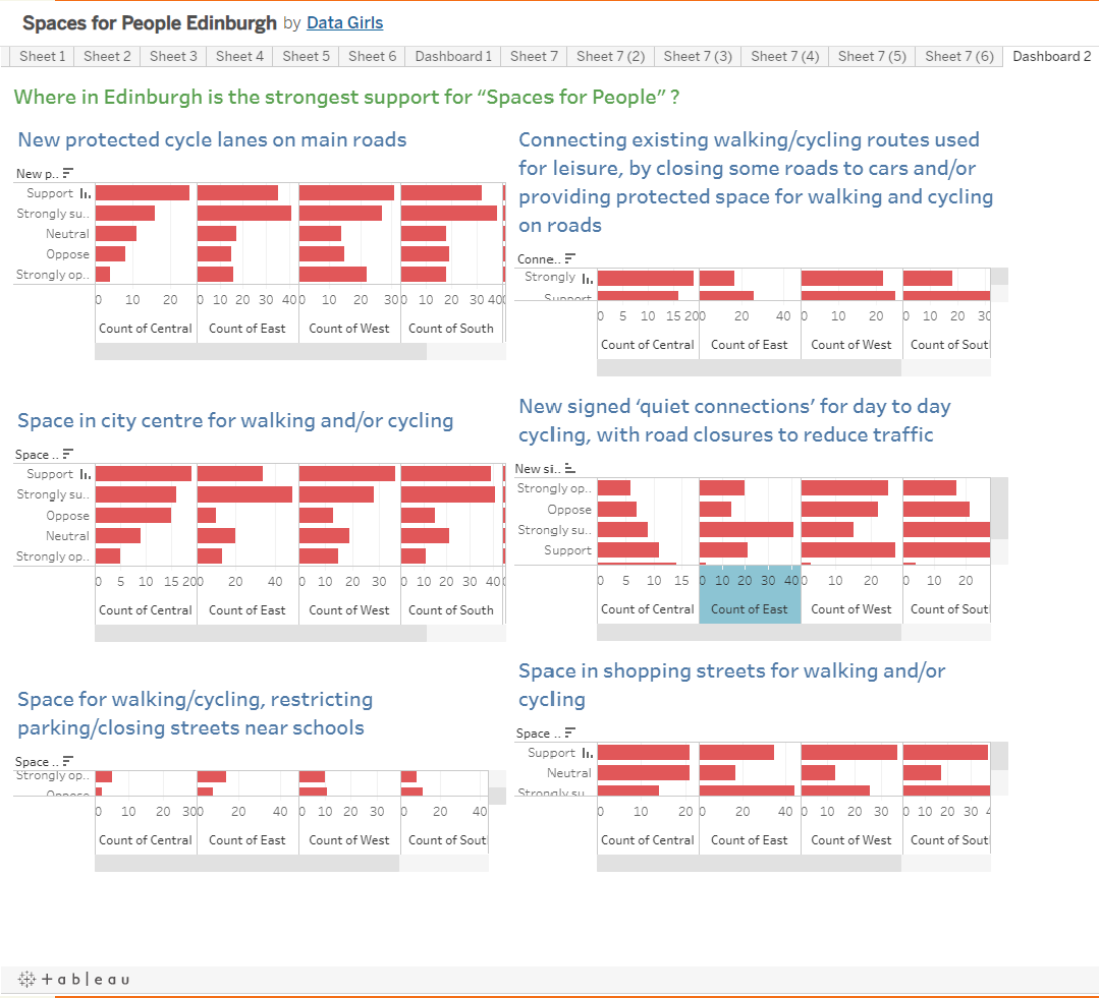 Spaces for People Edinburgh by Data Girls
Sheet 1 Sheet 2 Sheet 3 Sheet 4 Sheet 5 Sheet 6 Dashboard 1 Sheet 7 Sheet 7 (2) Sheet 7 (3) Sheet 7 (4) Sheet 7 (5) Sheet 7 (6) Dashboard 2
Where in Edinburgh is the strongest support for “Spaces for People” ?
New protected cycle lanes on main roads
New p..
Support
Strongly su..
Neutral
Oppose
Strongly op..
0 10 20 0 10 20 30 40 0 10 20 30 0 10 20 30 40
Count of Central Count of East Count of West Count of South
Connecting existing walking/cycling routes used
for leisure, by closing some roads to cars and/or
providing protected space for walking and cycling
on roads
Conne..
Strongly
Support
0 5 10 15 20 0 20 40 0 10 20 0 10 20 30
Count of Central Count of East Count of West Count of Sout
Space in city centre for walking and/or cycling
Space ..
Support
Strongly su..
Oppose
Neutral
Strongly op..
0 5 10 15 20 0 20 40 0 10 20 30 0 10 20 30 40
Count of Central Count of East Count of West Count of South
New signed ‘quiet connections’ for day to day
cycling, with road closures to reduce traffic
New si..
Strongly op..
Oppose
Strongly su..
Support
0 5 10 15 0 10 20 30 40 0 10 20 0 10 20
Count of Central Count of East Count of West Count of Sout
Space for walking/cycling, restricting
parking/closing streets near schools
Space ..
Strongly op..
Oppose
0 10 20 30 0 20 40 0 10 20 30 0 20 40
Count of Central Count of East Count of West Count of Sout
Space in shopping streets for walking and/or
cycling
Space ..
Support
Neutral
Strongly su..
0 10 20 0 20 40 0 10 20 30 0 10 20 30 4
Count of Central Count of East Count of West Count of Sout
+ableau